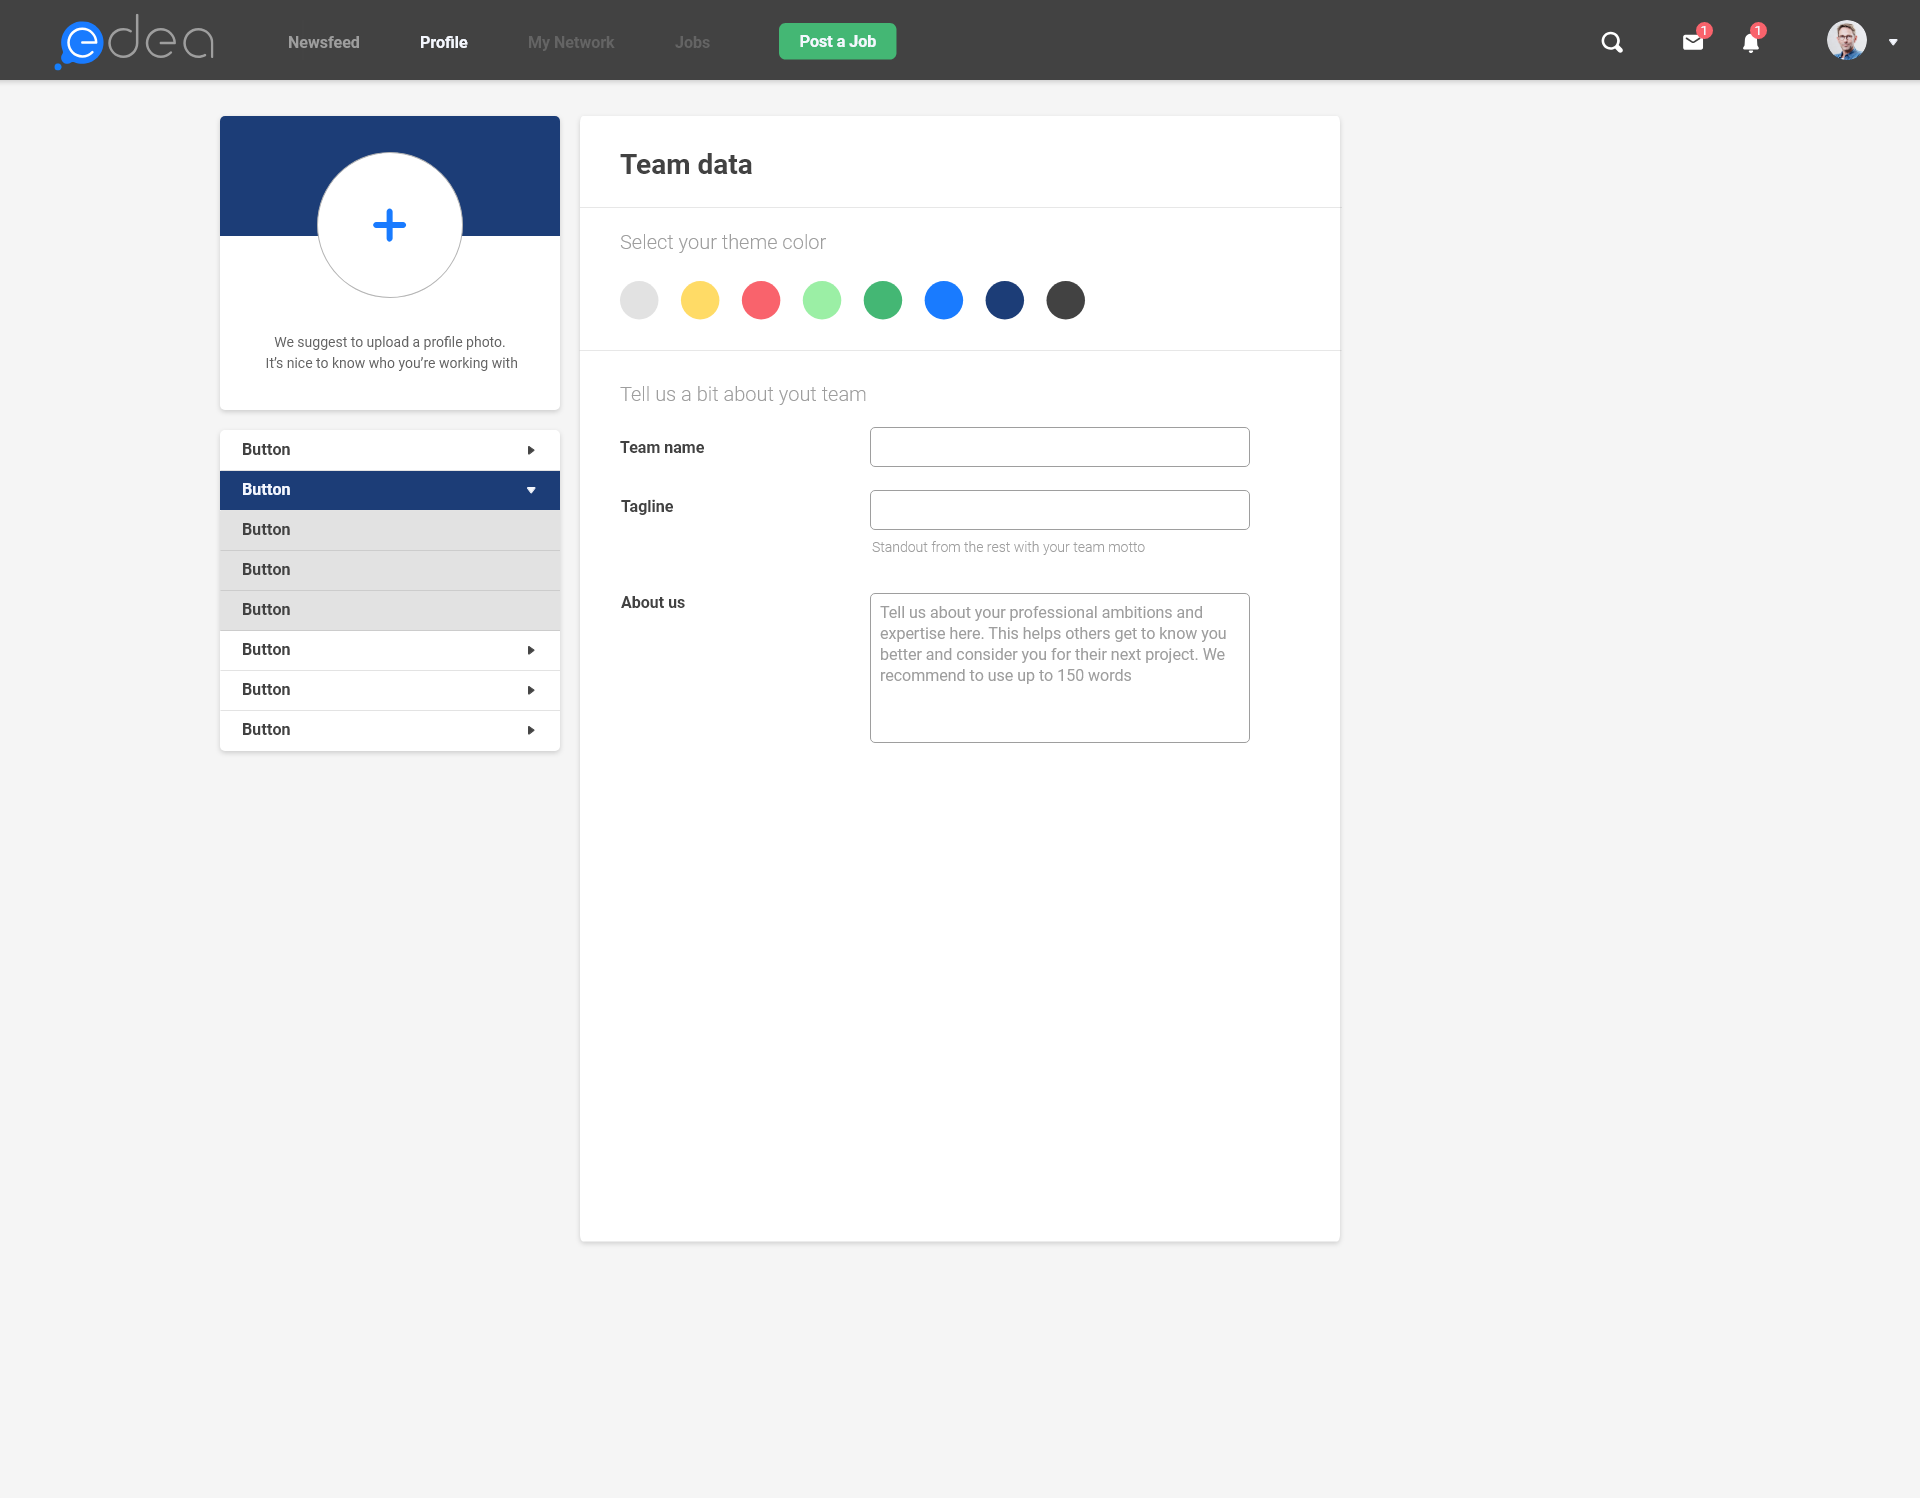 edea
Newsfeed
Profile
My Network
Jobs
Post a Job
1
1
We suggest to upload a profile photo.
It’s nice to know who you’re working with
Button
Button
Button
Button
Button
Button
Button
Button
Team data
Select your theme color
Tell us a bit about yout team
Team name
Tagline
Standout from the rest with your team motto
About us
Tell us about your professional ambitions and
expertise here. This helps others get to know you
better and consider you for their next project. We
recommend to use up to 150 words